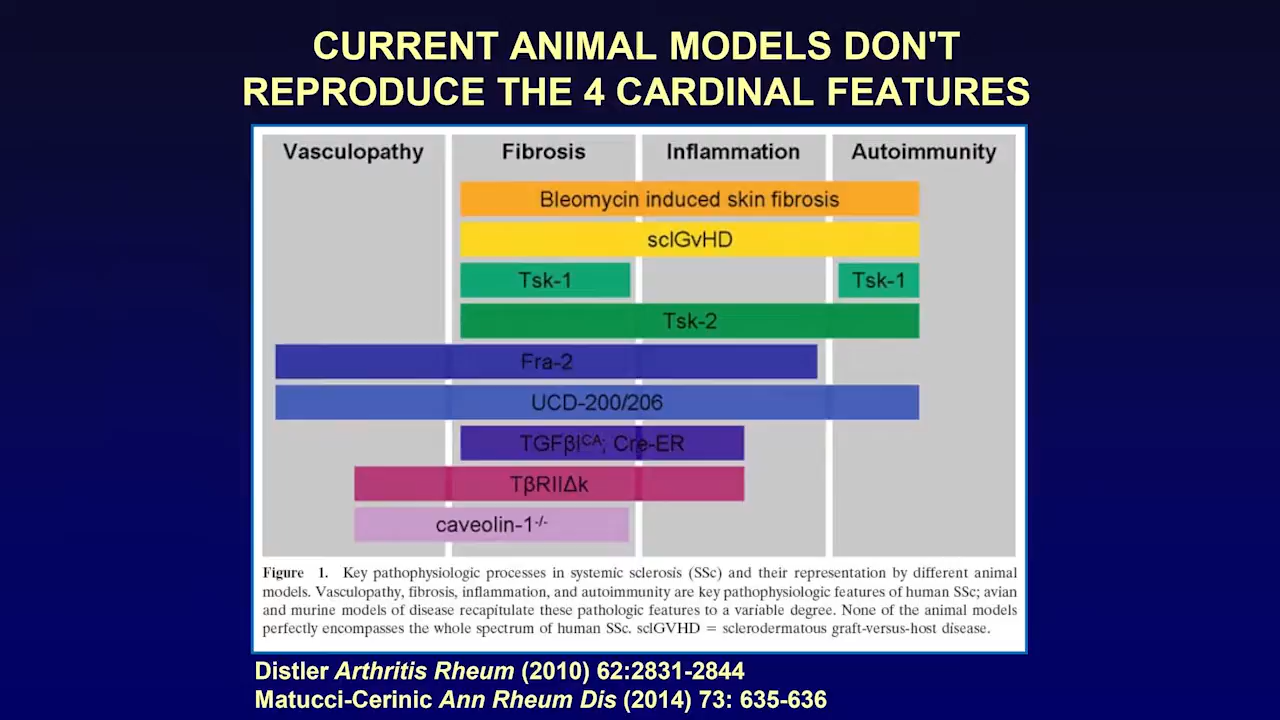 CURRENT ANIMAL MODELS DON'T
REPRODUCE THE 4 CARDINAL FEATURES
Vasculopathy Fibrosis Inflammation Autoimmunity
Bleomycin induced skin fibrosis
sclGvHD
Tsk-1 Tsk-1
Tsk-2
Fra-2
UCD-200/206
TGFβI^CA; Cre-ER
TβRIIΔk
caveolin-1^-/-
Figure 1. Key pathophysiologic processes in systemic sclerosis (SSc) and their representation by different animal
models. Vasculopathy, fibrosis, inflammation, and autoimmunity are key pathophysiologic features of human SSc; avian
and murine models of disease recapitulate these pathologic features to a variable degree. None of the animal models
perfectly encompasses the whole spectrum of human SSc. sclGVHD = sclerodermatous graft-versus-host disease.
Distler Arthritis Rheum (2010) 62:2831-2844
Matucci-Cerinic Ann Rheum Dis (2014) 73: 635-636